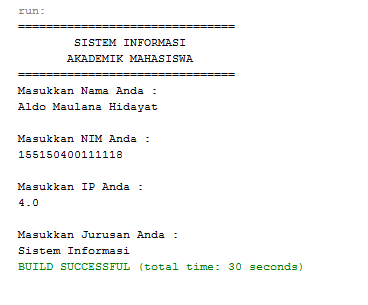 run:
===============================
SISTEM INFORMASI
AKADEMIK MAHASISWA
===============================
Masukkan Nama Anda :
Aldo Maulana Hidayat
Masukkan NIM Anda :
155150400111118
Masukkan IP Anda :
4.0
Masukkan Jurusan Anda :
Sistem Informasi
BUILD SUCCESSFUL (total time: 30 seconds)